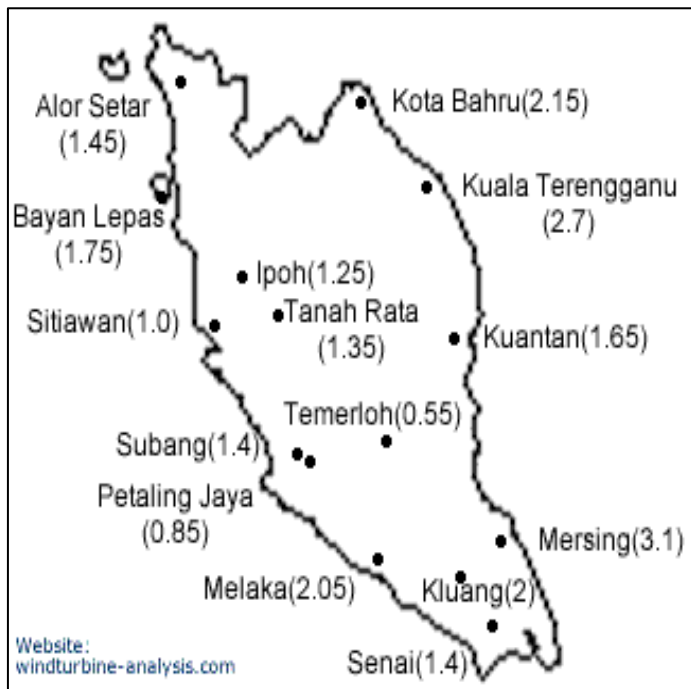 Alor Setar
(1.45)
Kota Bahru(2.15)
Kuala Terengganu
(2.7)
Bayan Lepas
(1.75)
Ipoh(1.25)
Tanah Rata
(1.35)
Sitiawan(1.0)
Kuantan(1.65)
Temerloh(0.55)
Subang(1.4)
Petaling Jaya
(0.85)
Mersing(3.1)
Melaka(2.05)
Kluang(2)
Senai(1.4)
Website:
windturbine-analysis.com